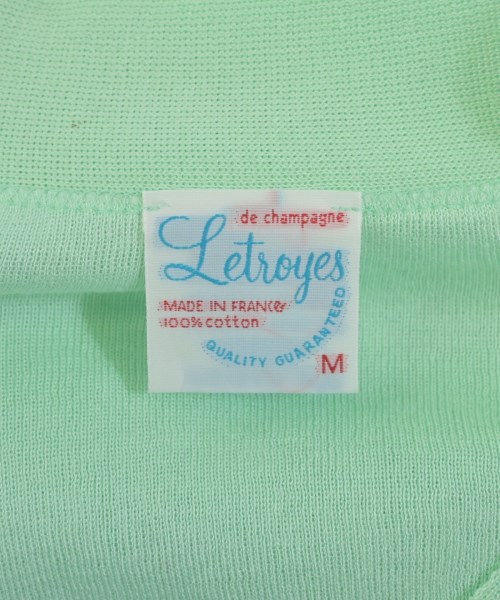 de champagne
Letroyes
MADE IN FRANCE
100% cotton
QUALITY GUARANTEED
M